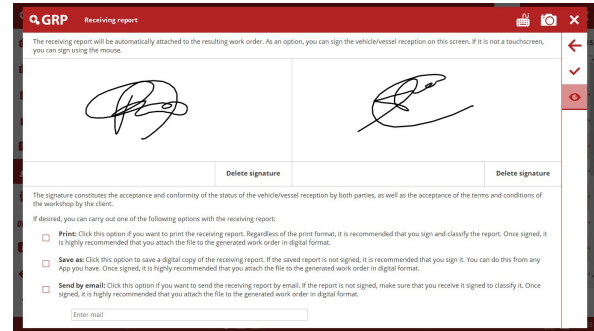 GRP Receiving report
The receiving report will be automatically attached to the resulting work order. As an option, you can sign the vehicle/vessel reception on this screen. If it is not a touchscreen,
you can sign using the mouse.
Delete signature Delete signature
The signature constitutes the acceptance and conformity of the status of the vehicle/vessel reception by both parties, as well as the acceptance of the terms and conditions of
the workshop by the client.
If desired, you can carry out one of the following options with the receiving report:
Print: Click this option if you want to print the receiving report. Regardless of the print format, it is recommended that you sign and classify the report. Once signed, it
is highly recommended that you attach the file to the generated work order in digital format.
Save as: Click this option to save a digital copy of the receiving report. If the saved report is not signed, it is recommended that you sign it. You can do this from any
App you have. Once signed, it is highly recommended that you attach the file to the generated work order in digital format.
Send by email: Click this option if you want to send the receiving report by email. If the report is not signed, make sure that you receive it signed to classify it. Once
signed, it is highly recommended that you attach the file to the generated work order in digital format.
Enter mail